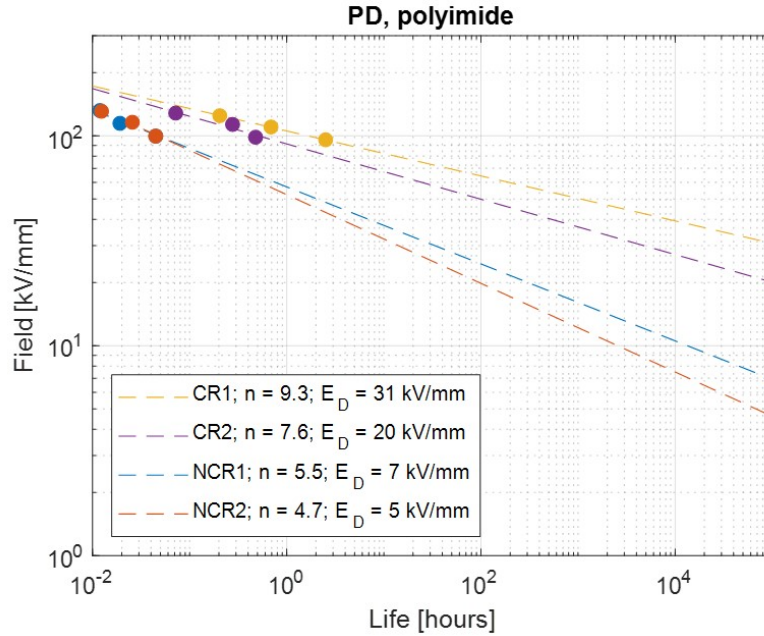 PD, polyimide
Field [kV/mm]
10^2
10^1
10^0
CR1; n = 9.3; E_D = 31 kV/mm
CR2; n = 7.6; E_D = 20 kV/mm
NCR1; n = 5.5; E_D = 7 kV/mm
NCR2; n = 4.7; E_D = 5 kV/mm
10^-2
10^0
10^2
10^4
Life [hours]